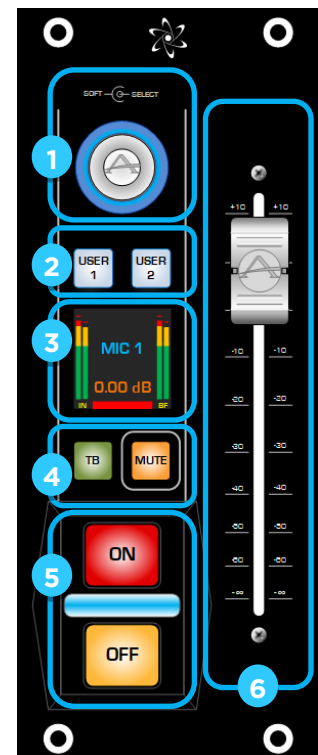 SOFT SELECT
1
USER
1
USER
2
2
3
MIC 1
0.00 dB
IN BF
4
TB
MUTE
5
ON
OFF
+10 +10
-10 -10
-20 -20
-30 -30
-40 -40
-50 -50
-60 -60
-∞ -∞
6